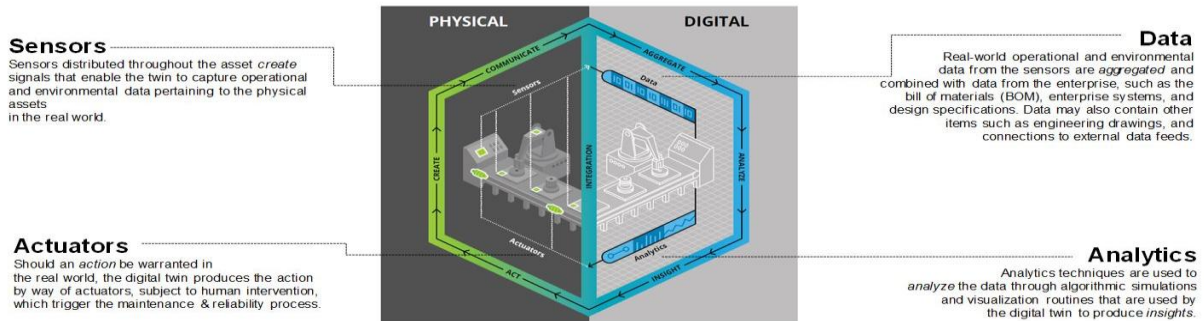 PHYSICAL
DIGITAL
Sensors
Sensors distributed throughout the asset create
signals that enable the twin to capture operational
and environmental data pertaining to the physical
assets
in the real world.
Actuators
Should an action be warranted in
the real world, the digital twin produces the action
by way of actuators, subject to human intervention,
which trigger the maintenance & reliability process.
CREATE
COMMUNICATE
AGGREGATE
ANALYZE
INSIGHT
ACT
INTEGRATION
Sensors
Actuators
Data
10 10 10 10 01 10
Analytics
Data
Real-world operational and environmental
data from the sensors are aggregated and
combined with data from the enterprise, such as the
bill of materials (BOM), enterprise systems, and
design specifications. Data may also contain other
items such as engineering drawings, and
connections to external data feeds.
Analytics
Analytics techniques are used to
analyze the data through algorithmic simulations
and visualization routines that are used by
the digital twin to produce insights.